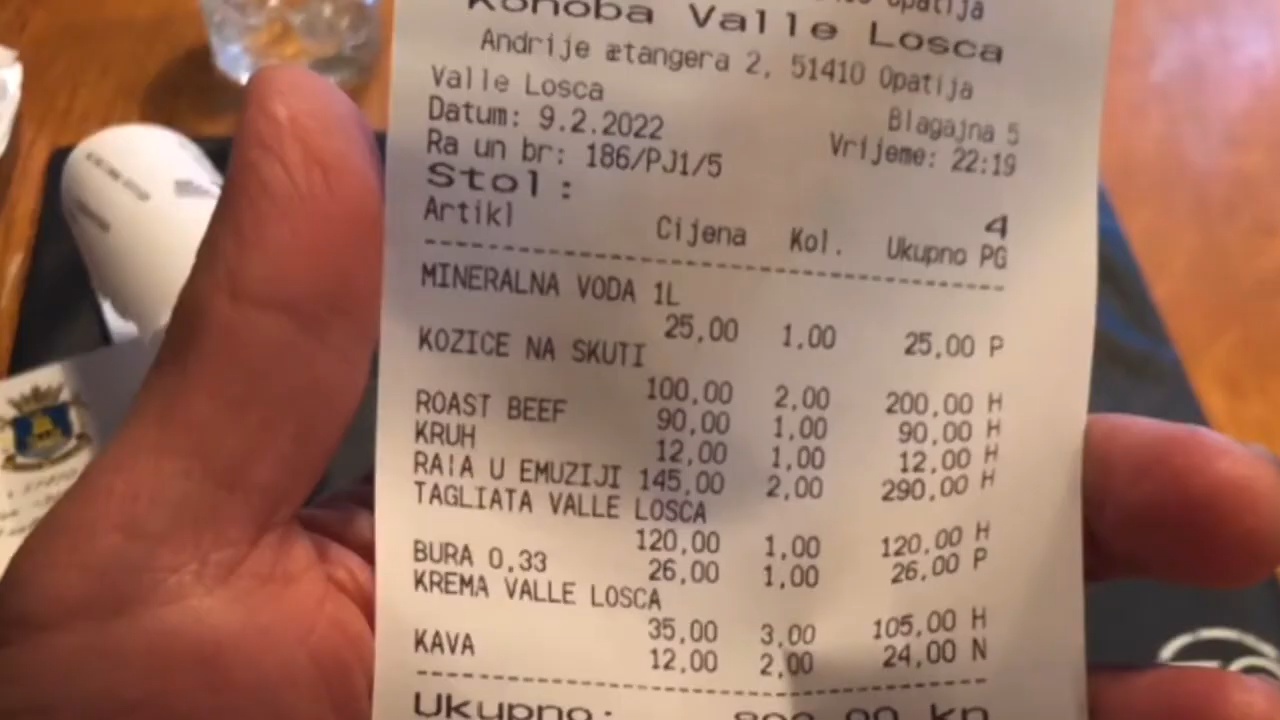 Opatija
Konoba Valle Losca
Andrije ætangera 2, 51410 Opatija
Valle Losca
Blagajna 5
Datum: 9.2.2022
Vrijeme: 22:19
Ra un br: 186/PJ1/5
Stol: 4
Artikl Cijena Kol. Ukupno PG
MINERALNA VODA 1L
25,00 1,00 25,00 P
KOZICE NA SKUTI
100,00 2,00 200,00 H
ROAST BEEF 90,00 1,00 90,00 H
KRUH 12,00 1,00 12,00 H
RA!A U EMUZIJI 145,00 2,00 290,00 H
TAGLIATA VALLE LOSCA
120,00 1,00 120,00 H
BURA 0,33 26,00 1,00 26,00 P
KREMA VALLE LOSCA
35,00 3,00 105,00 H
KAVA 12,00 2,00 24,00 N
Ukupno: kn